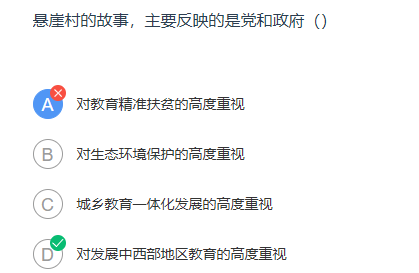 悬崖村的故事，主要反映的是党和政府（）
A 对教育精准扶贫的高度重视
B 对生态环境保护的高度重视
C 城乡教育一体化发展的高度重视
D 对发展中西部地区教育的高度重视